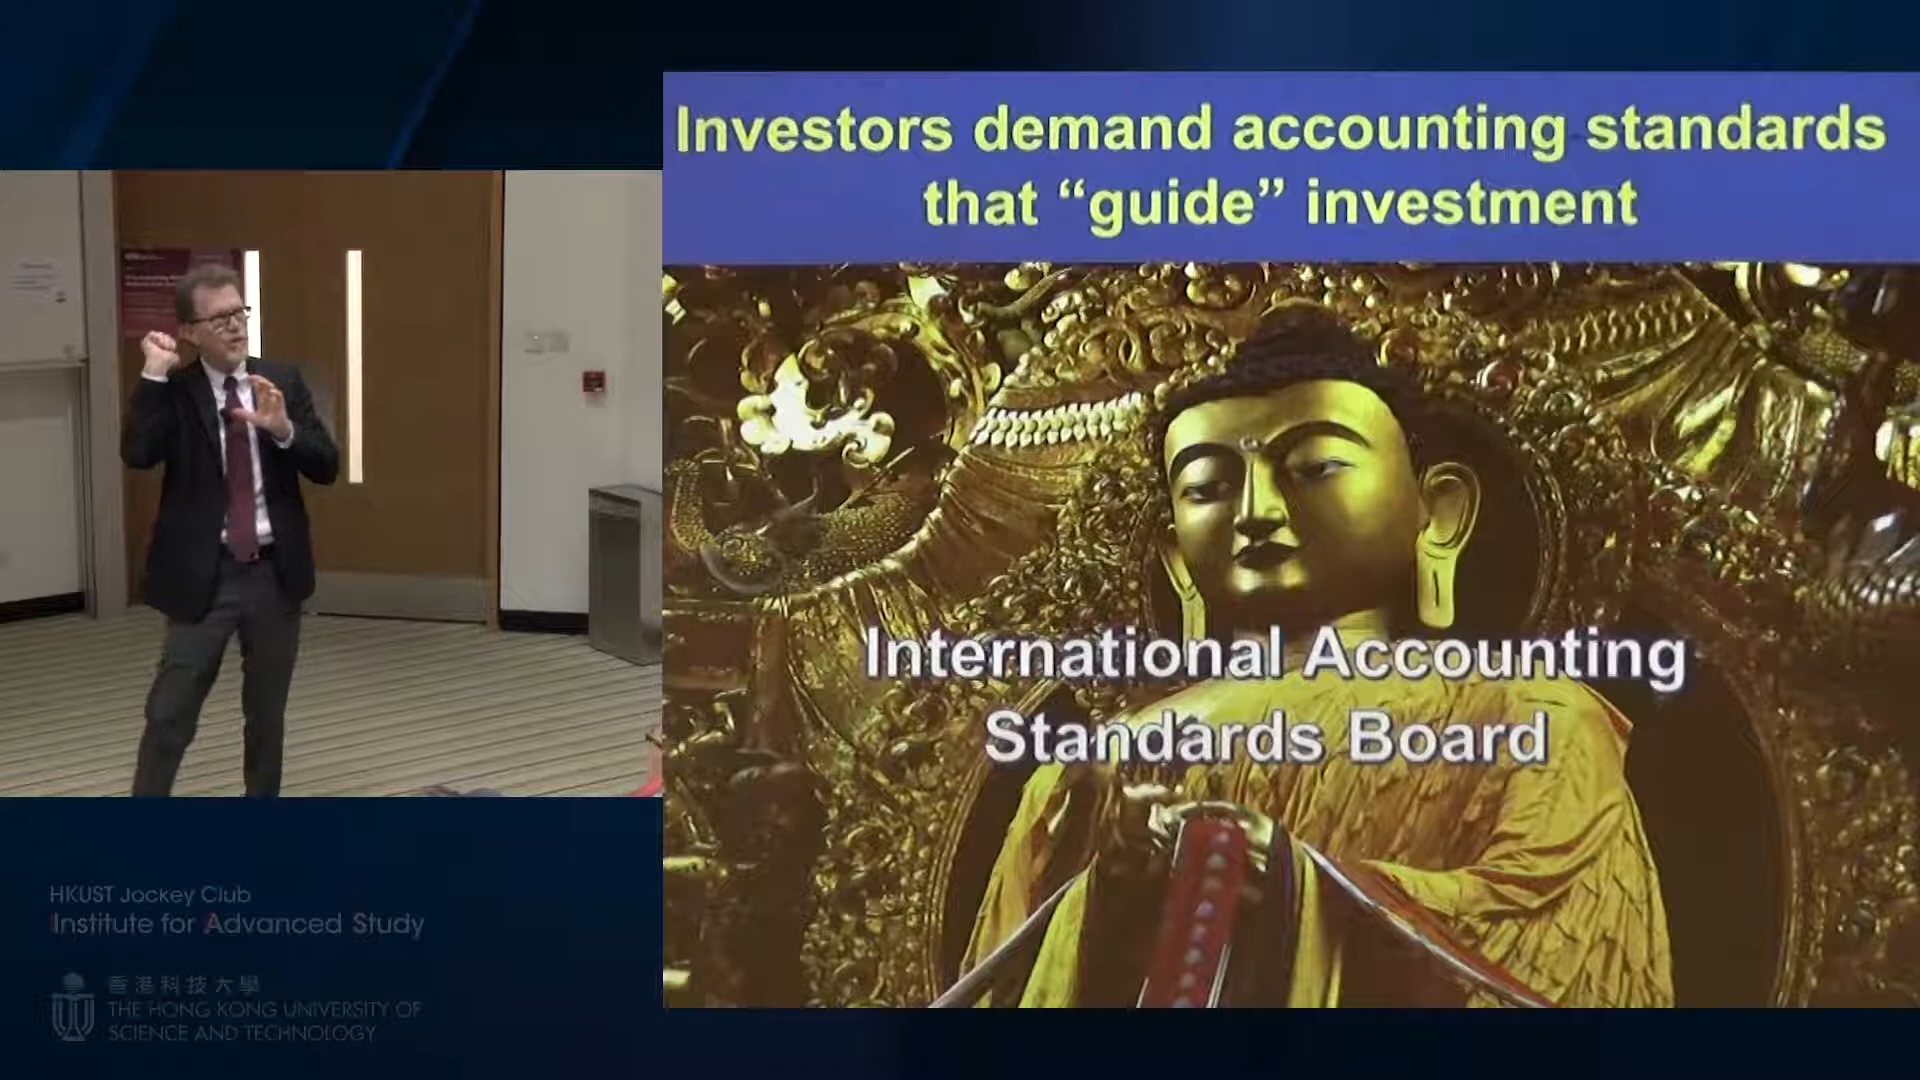 Investors demand accounting standards
that “guide” investment
International Accounting
Standards Board
HKUST Jockey Club
Institute for Advanced Study
香港科技大學
THE HONG KONG UNIVERSITY OF
SCIENCE AND TECHNOLOGY